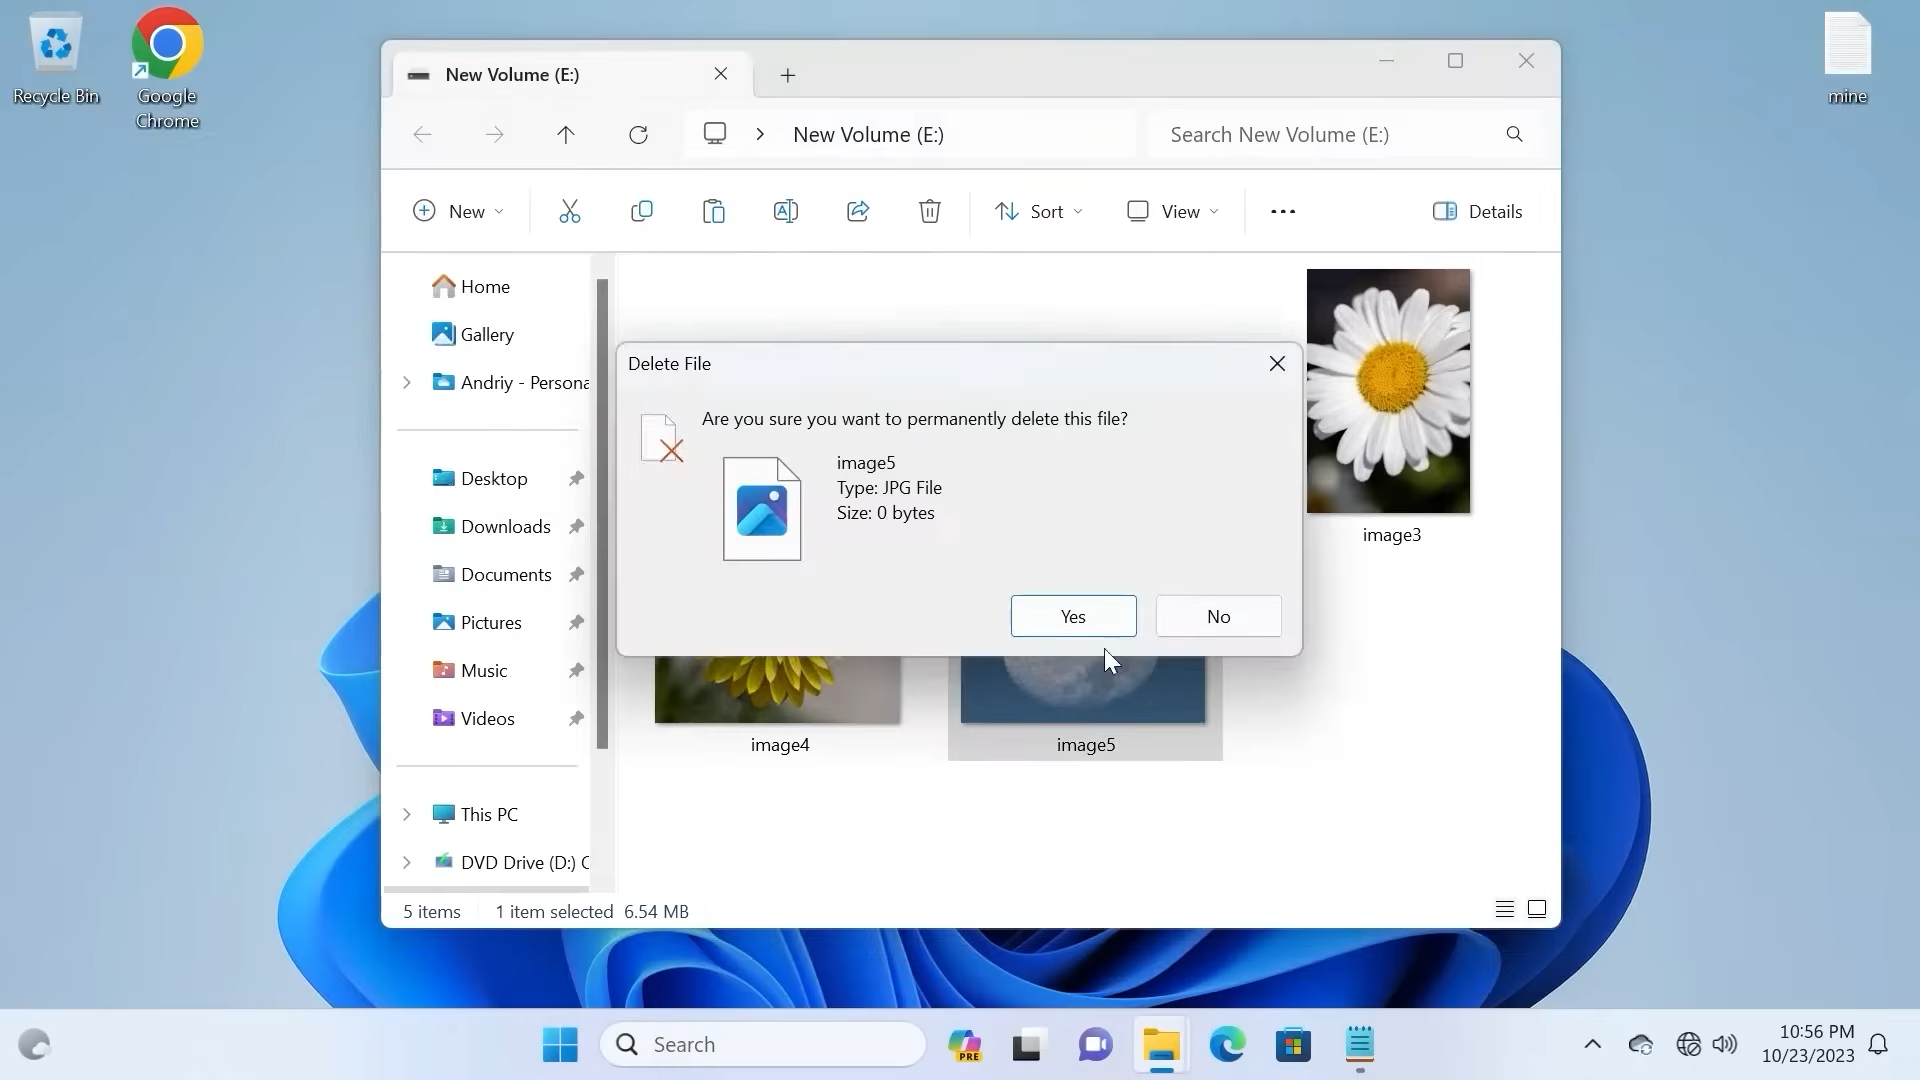 Recycle Bin
Google
Chrome
mine
New Volume (E:)
New Volume (E:)
Search New Volume (E:)
New
Sort
View
Details
Home
Gallery
Andriy - Persona
Desktop
Downloads
Documents
Pictures
Music
Videos
This PC
DVD Drive (D:) C
Delete File
Are you sure you want to permanently delete this file?
image5
Type: JPG File
Size: 0 bytes
Yes
No
image3
image4
image5
5 items
1 item selected 6.54 MB
Search
PRE
10:56 PM
10/23/2023